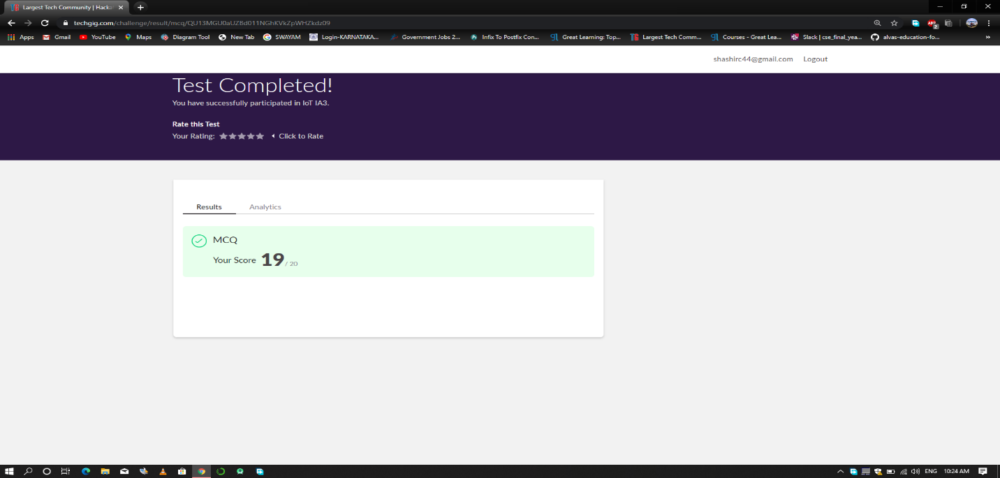 Largest Tech Community | Hacka
techgig.com/challenge/result/mcq/
Apps Gmail YouTube Maps Diagram Tool New Tab SWAYAM Login-KARNATAKA... Government Jobs 2... Infix To Postfix Con... Great Learning: Top... Largest Tech Comm... Courses - Great Lea... Slack | cse_final_yea... alvas-education-fo... »
shashirc44@gmail.com Logout
Test Completed!
You have successfully participated in IoT IA3.
Rate this Test
Your Rating: Click to Rate
Results Analytics
MCQ
Your Score 19 / 20
ENG 10:24 AM